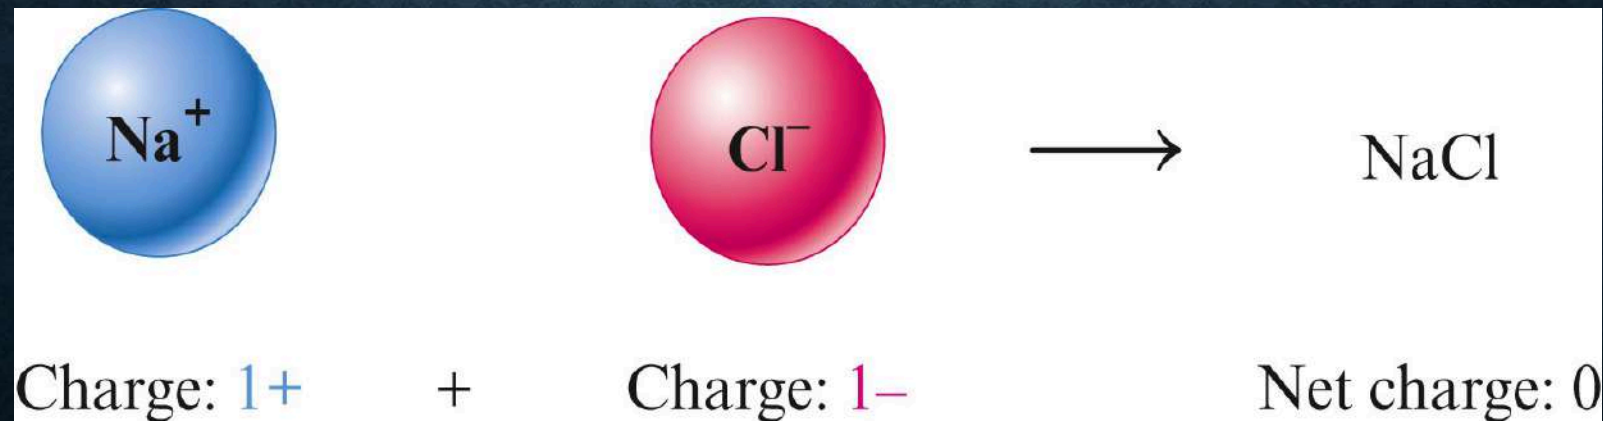 Na⁺ Cl⁻ ⟶ NaCl
Charge: 1+ + Charge: 1– Net charge: 0